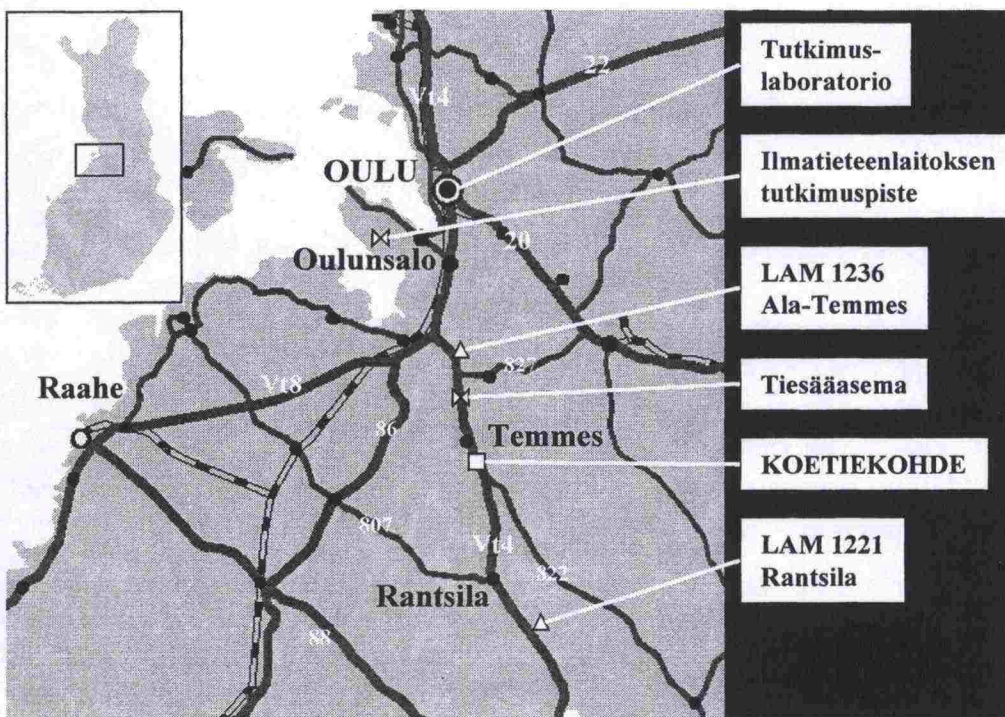 Vt4
22
OULU
20
Oulunsalo
827
Raahe
Vt8
86
Temmes
807
Vt4
Rantsila
822
88
Tutkimus-
laboratorio
Ilmatieteenlaitoksen
tutkimuspiste
LAM 1236
Ala-Temmes
Tiesääasema
KOETIEKOHDE
LAM 1221
Rantsila